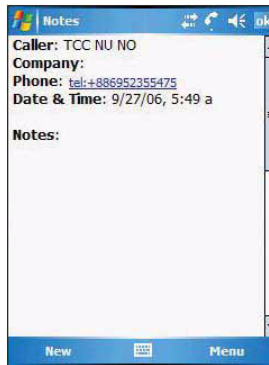 Notes
ok
Caller: TCC NU NO
Company:
Phone: tel:+886952355475
Date & Time: 9/27/06, 5:49 a
Notes:
New
Menu